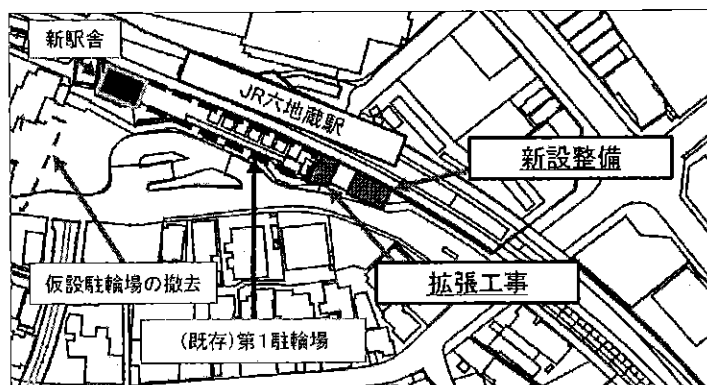 新駅舎
JR六地蔵駅
新設整備
仮設駐輪場の撤去
拡張工事
(既存)第1駐輪場